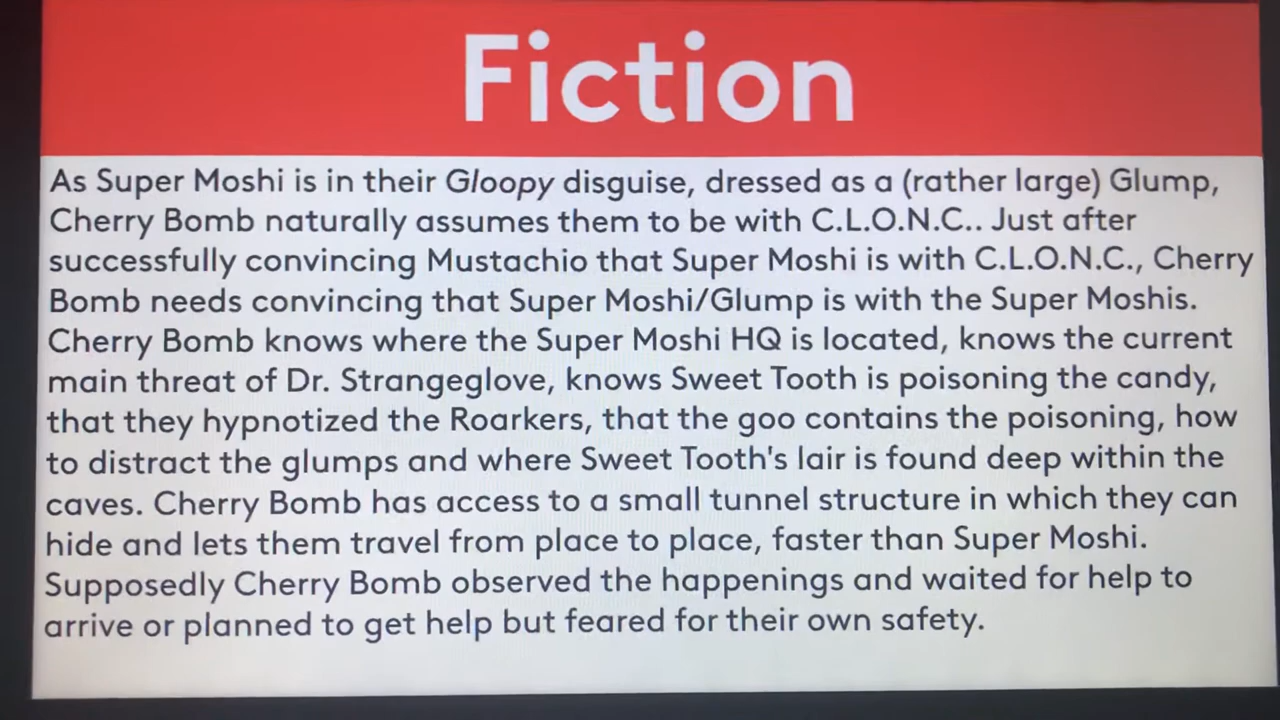 Fiction
As Super Moshi is in their Gloopy disguise, dressed as a (rather large) Glump,
Cherry Bomb naturally assumes them to be with C.L.O.N.C.. Just after
successfully convincing Mustachio that Super Moshi is with C.L.O.N.C., Cherry
Bomb needs convincing that Super Moshi/Glump is with the Super Moshis.
Cherry Bomb knows where the Super Moshi HQ is located, knows the current
main threat of Dr. Strangeglove, knows Sweet Tooth is poisoning the candy,
that they hypnotized the Roarkers, that the goo contains the poisoning, how
to distract the glumps and where Sweet Tooth's lair is found deep within the
caves. Cherry Bomb has access to a small tunnel structure in which they can
hide and lets them travel from place to place, faster than Super Moshi.
Supposedly Cherry Bomb observed the happenings and waited for help to
arrive or planned to get help but feared for their own safety.